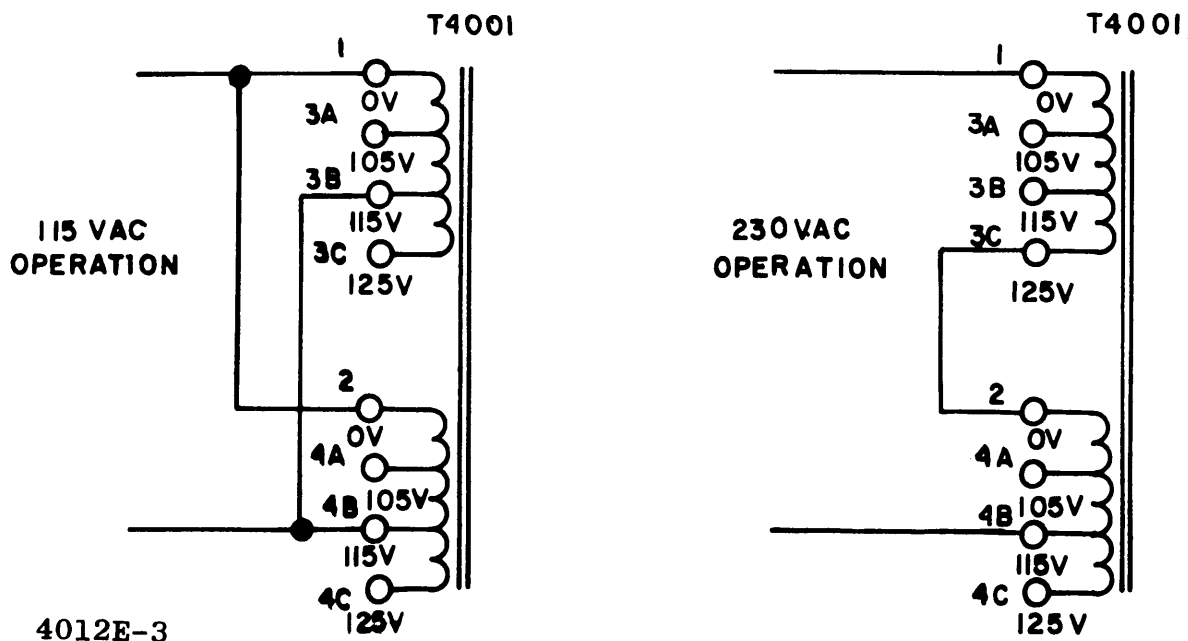 T4001
1
0V
3A
105V
3B
115V
3C
125V
115 VAC
OPERATION
2
0V
4A
105V
4B
115V
4C
125V
4012E-3
T4001
1
0V
3A
105V
3B
115V
3C
125V
230VAC
OPERATION
2
0V
4A
105V
4B
115V
4C
125V